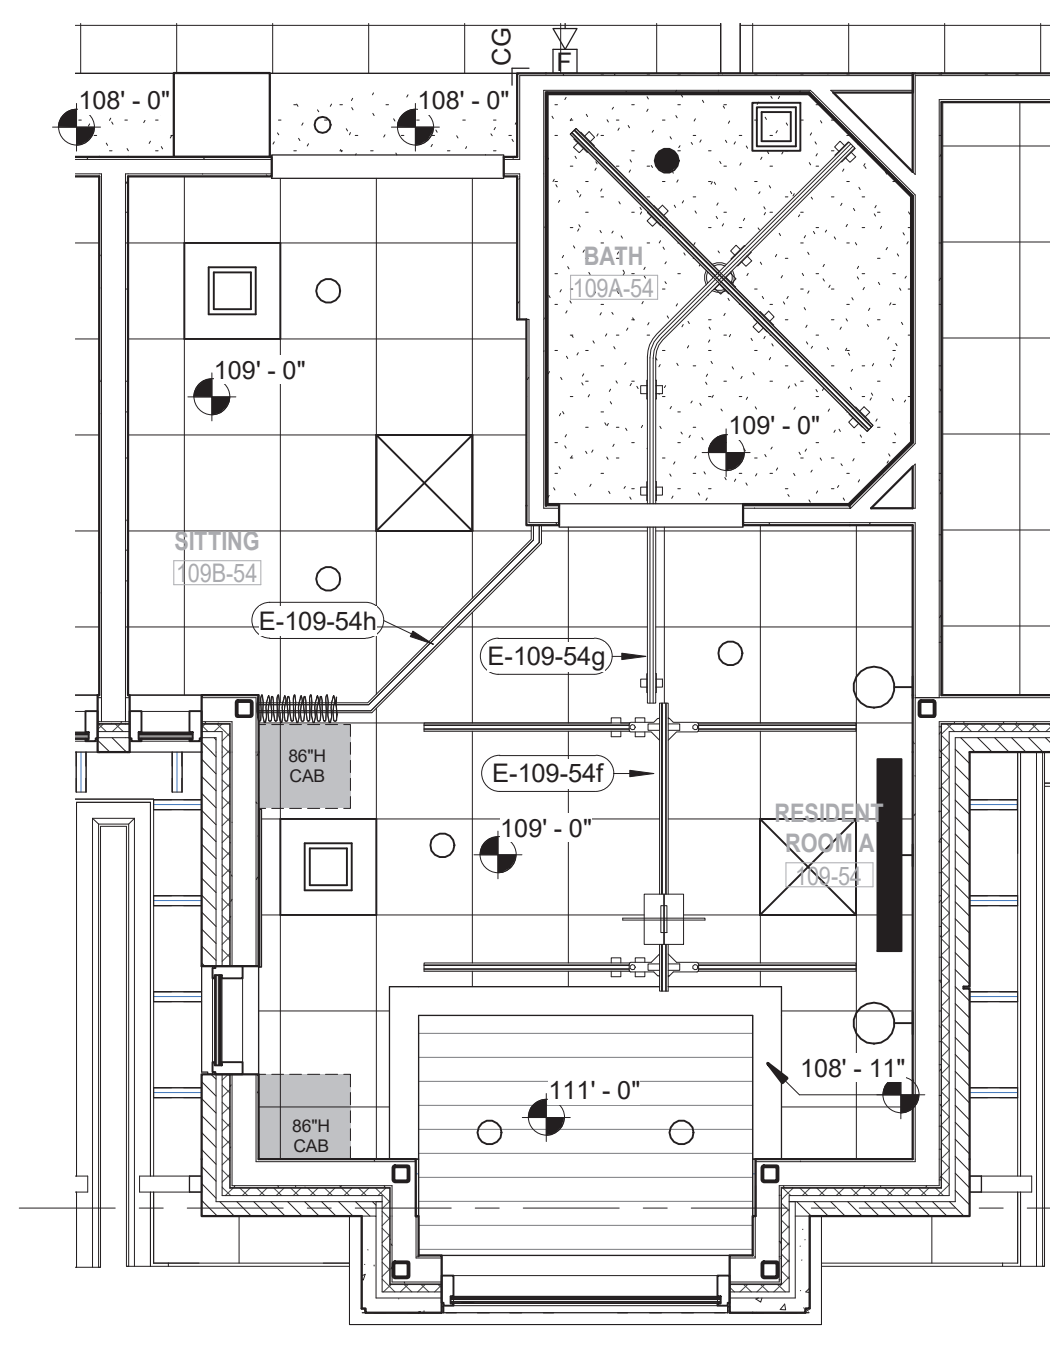 CG
F
108' - 0"
108' - 0"
BATH
109A-54
109' - 0"
109' - 0"
SITTING
109B-54
E-109-54h
E-109-54g
86"H
CAB
E-109-54f
RESIDENT
ROOM A
109-54
109' - 0"
108' - 11"
111' - 0"
86"H
CAB